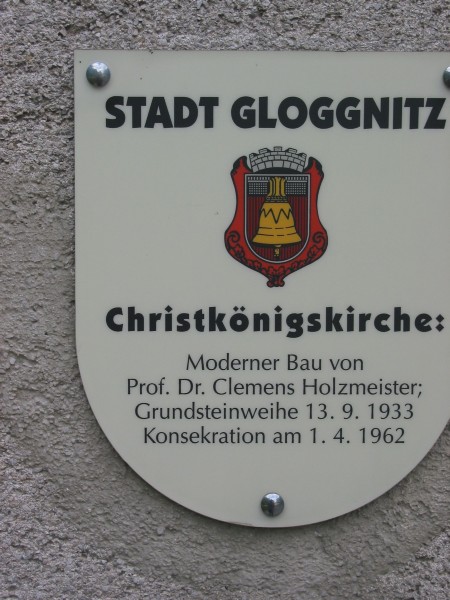 STADT GLOGGNITZ
Christkönigskirche:
Moderner Bau von
Prof. Dr. Clemens Holzmeister;
Grundsteinweihe 13. 9. 1933
Konsekration am 1. 4. 1962